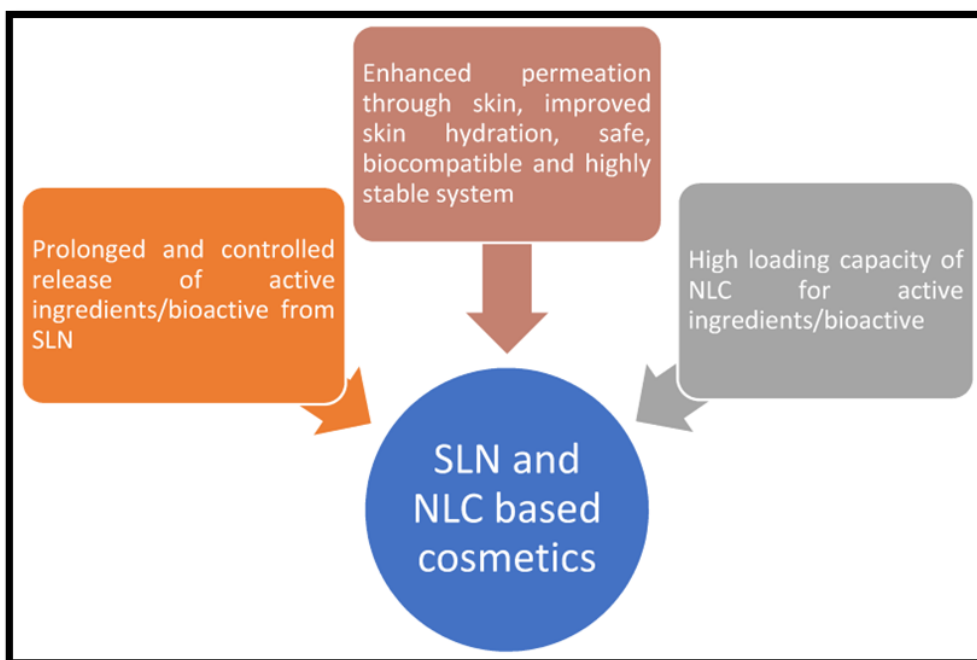 Enhanced permeation
through skin, improved
skin hydration, safe,
biocompatible and highly
stable system
Prolonged and controlled
release of active
ingredients/bioactive from
SLN
High loading capacity of
NLC for active
ingredients/bioactive
SLN and
NLC based
cosmetics